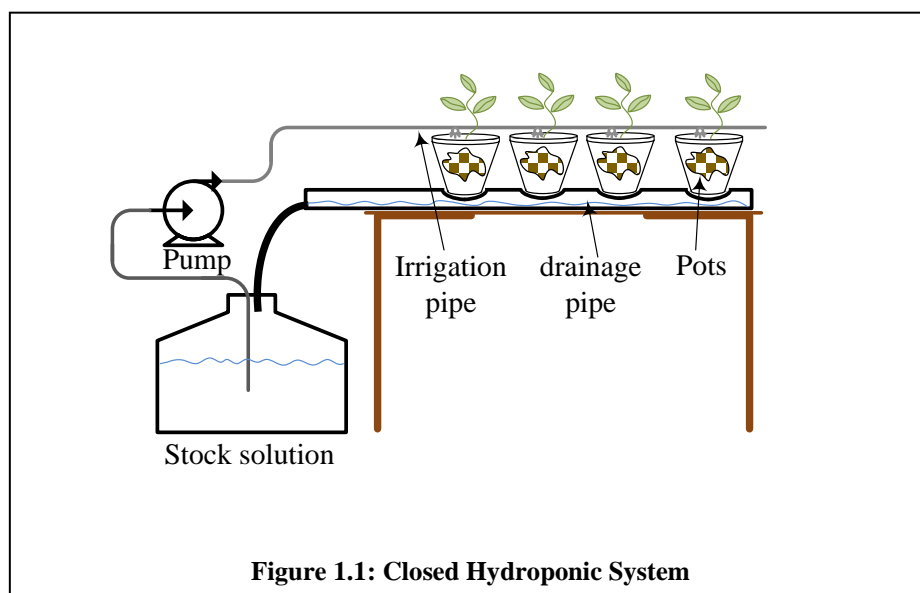 Pump
Irrigation
pipe
drainage
pipe
Pots
Stock solution
Figure 1.1: Closed Hydroponic System